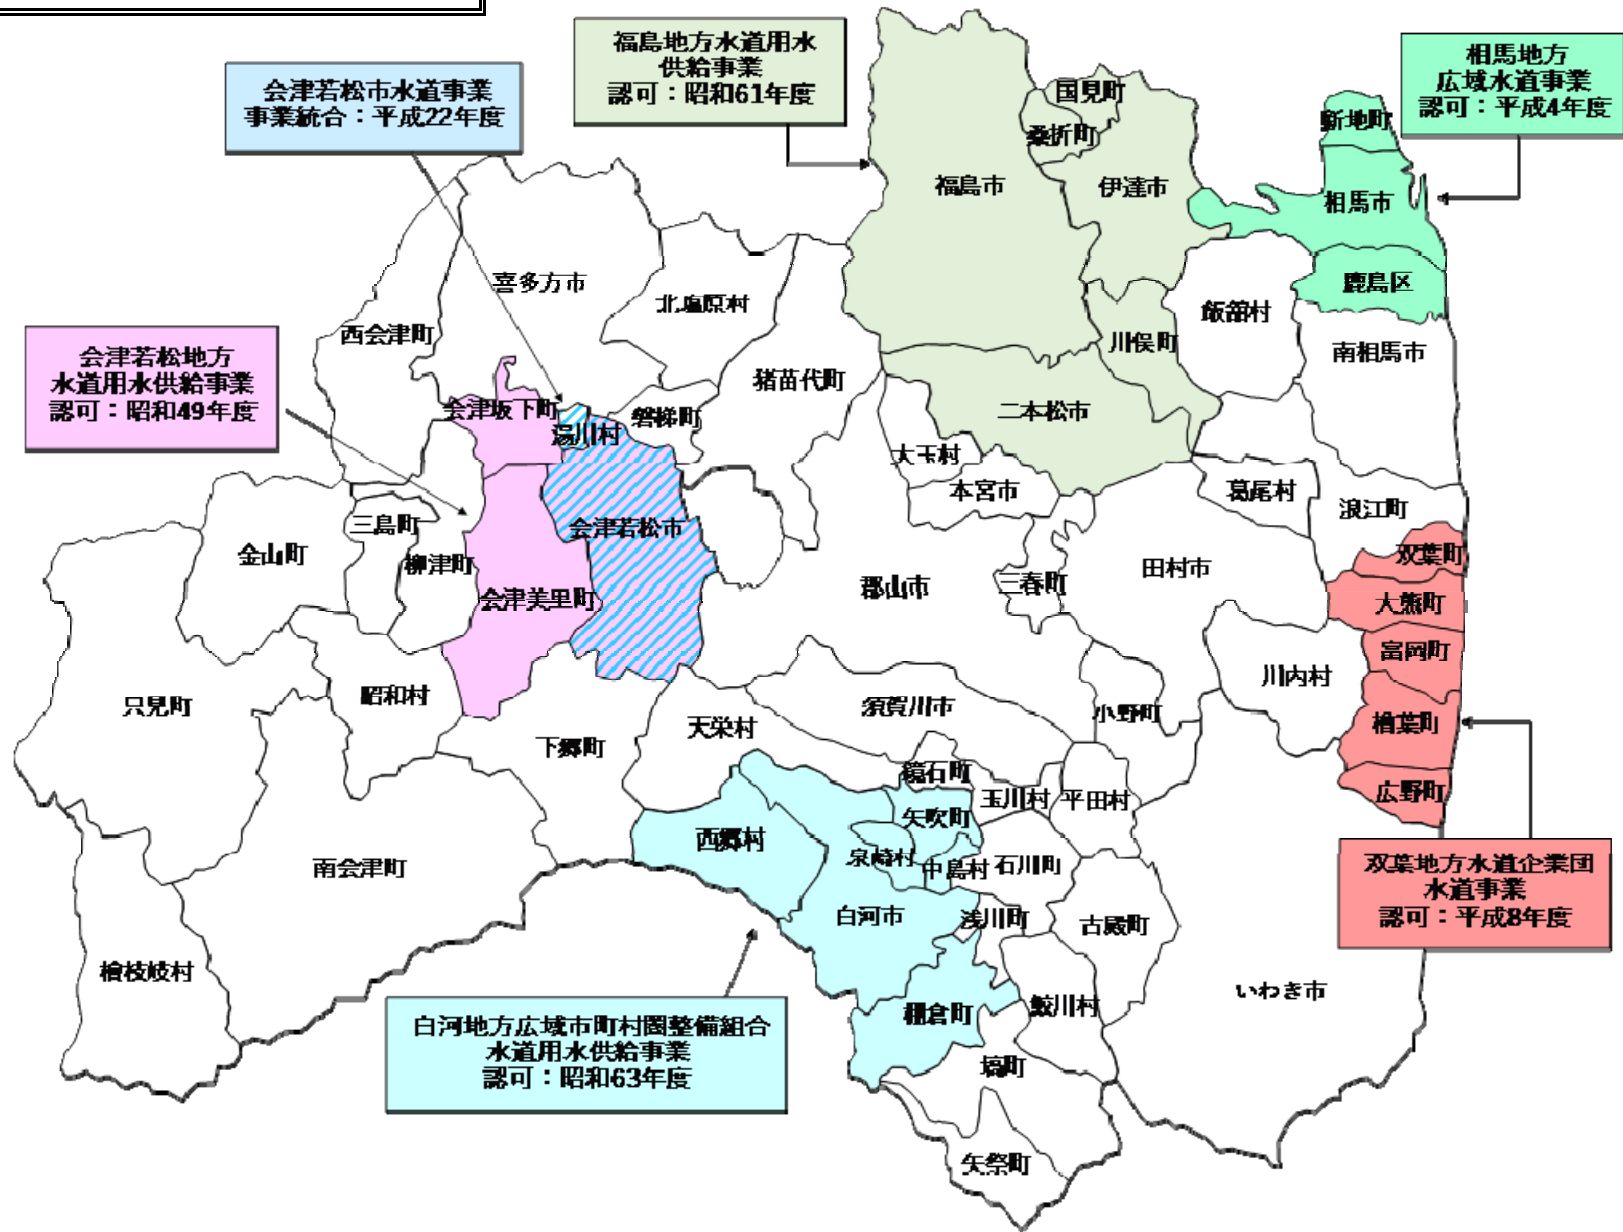 福島地方水道用水
供給事業
認可：昭和61年度
相馬地方
広域水道事業
認可：平成4年度
会津若松市水道事業
事業統合：平成22年度
国見町
桑折町
新地町
福島市
伊達市
相馬市
喜多方市
北塩原村
鹿島区
飯舘村
西会津町
川俣町
南相馬市
会津若松地方
水道用水供給事業
認可：昭和49年度
猪苗代町
会津坂下町
湯川村
磐梯町
二本松市
大玉村
本宮市
葛尾村
浪江町
三島町
会津若松市
金山町
柳津町
双葉町
郡山市
三春町
田村市
会津美里町
大熊町
富岡町
川内村
只見町
昭和村
須賀川市
小野町
天栄村
楢葉町
下郷町
鏡石町
玉川村
平田村
広野町
矢吹町
西郷村
泉崎村
中島村
石川町
南会津町
双葉地方水道企業団
水道事業
認可：平成8年度
白河市
浅川町
古殿町
檜枝岐村
いわき市
棚倉町
鮫川村
白河地方広域市町村圏整備組合
水道用水供給事業
認可：昭和63年度
塙町
矢祭町